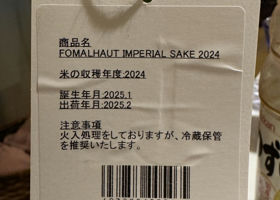 商品名
FOMALHAUT IMPERIAL SAKE 2024
米の収穫年度:2024
誕生年月:2025.1
出荷年月:2025.2
注意事項
火入処理をしておりますが、冷蔵保管
を推奨いたします。